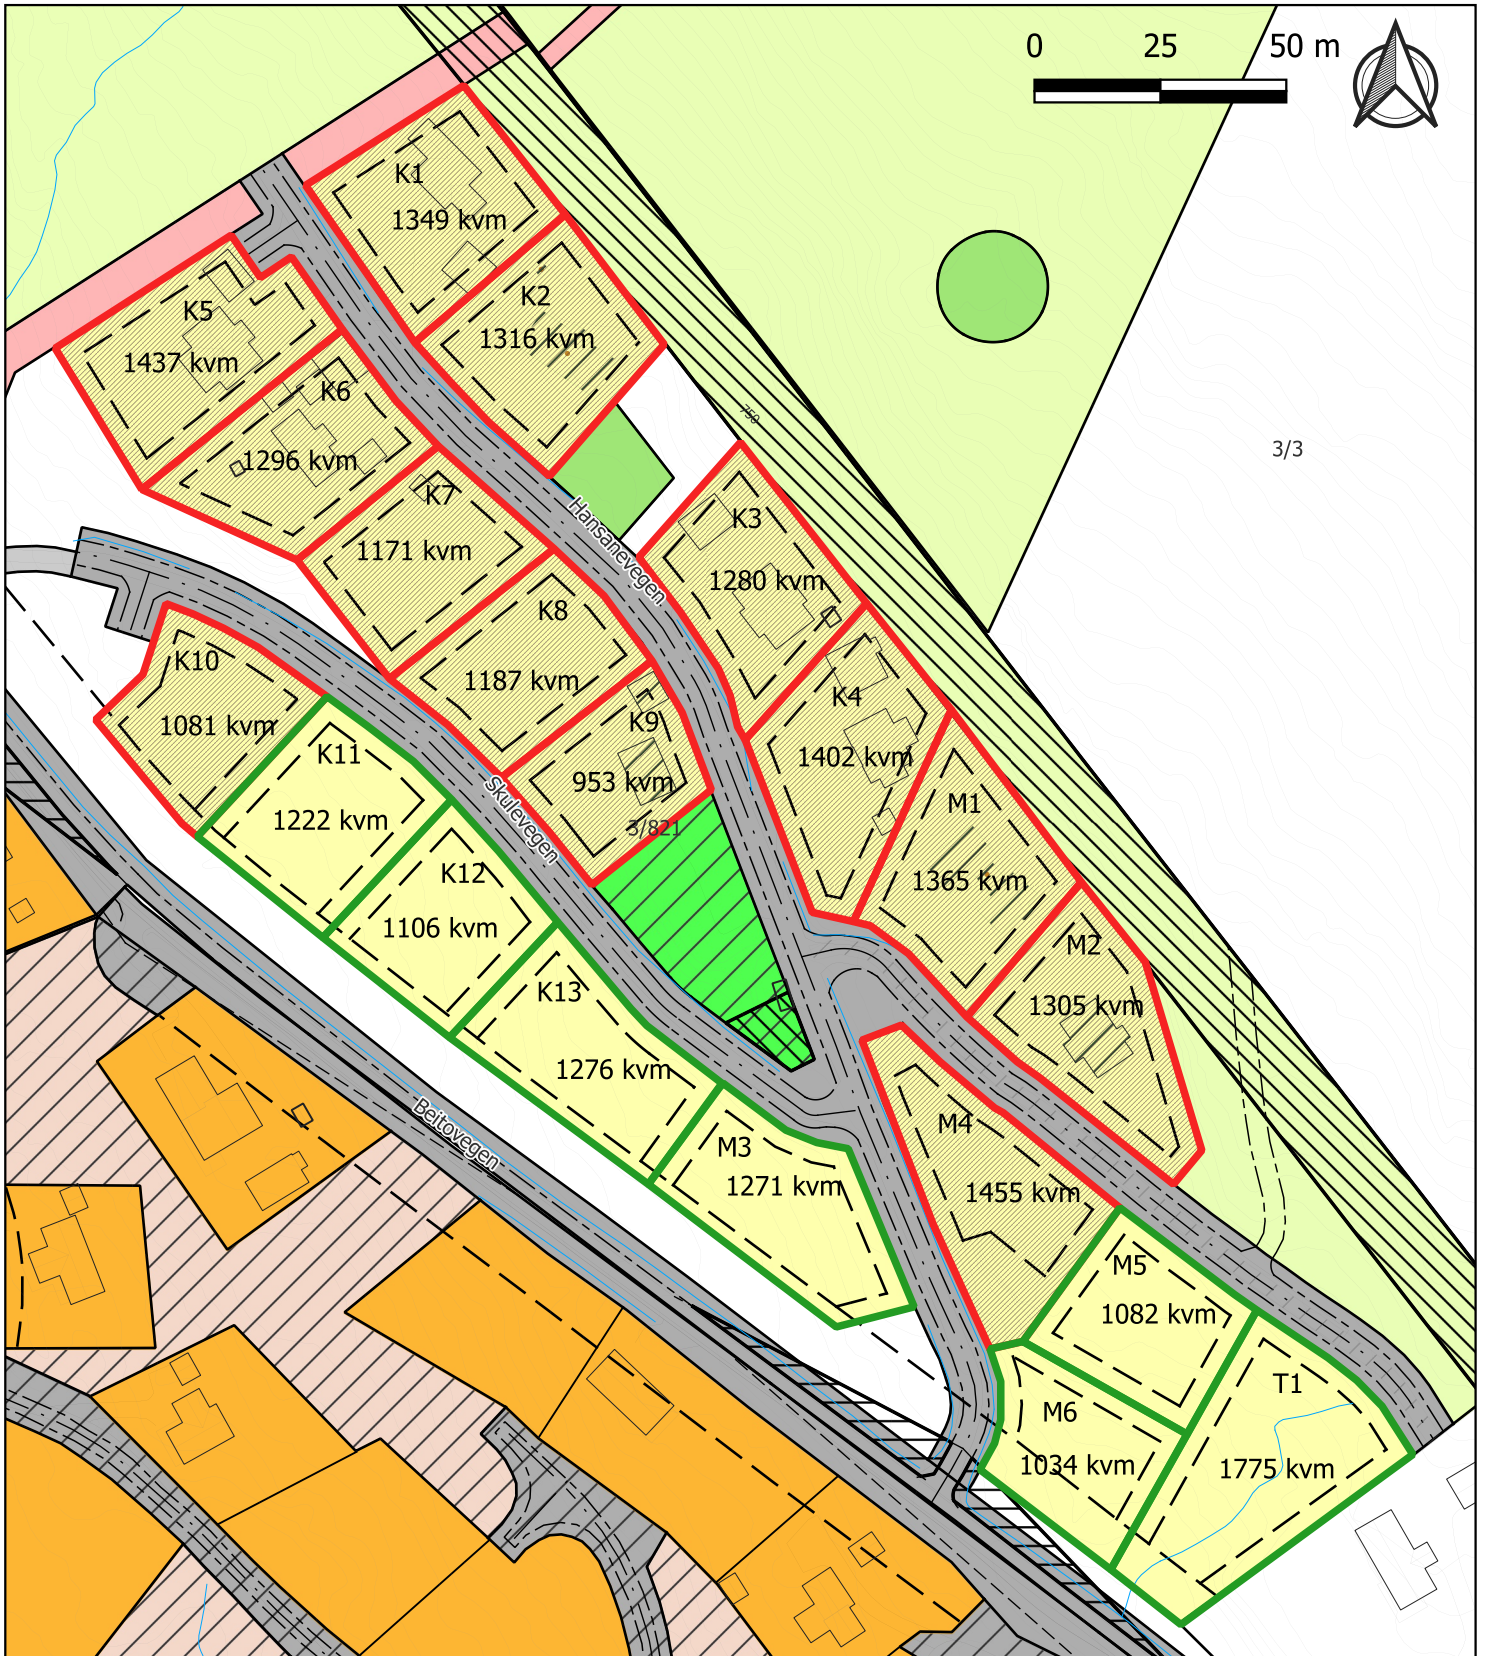 0 25 50 m
K1
1349 kvm
K2
1316 kvm
K5
1437 kvm
K6
1296 kvm
750
3/3
K7
1171 kvm
Hansanevegen
K3
1280 kvm
K8
1187 kvm
K10
1081 kvm
K4
1402 kvm
K9
953 kvm
3/821
K11
1222 kvm
Skulevegen
M1
1365 kvm
K12
1106 kvm
M2
1305 kvm
K13
1276 kvm
Beitovegen
M4
1455 kvm
M3
1271 kvm
M5
1082 kvm
M6
1034 kvm
T1
1775 kvm